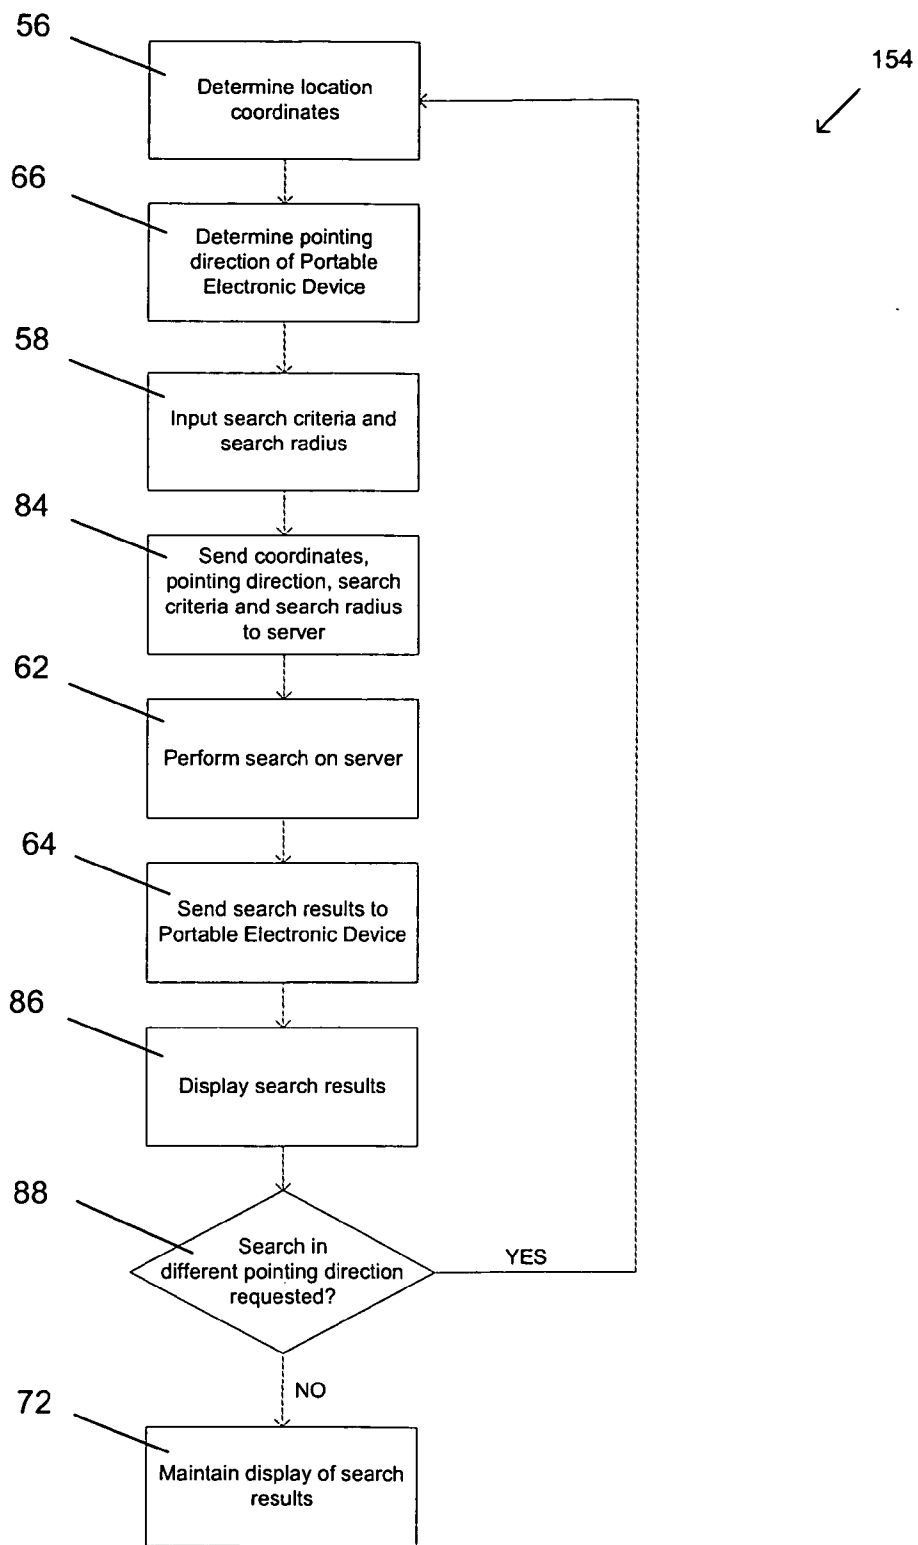 56
154
Determine location
coordinates
66
Determine pointing
direction of Portable
Electronic Device
58
Input search criteria and
search radius
84
Send coordinates,
pointing direction, search
criteria and search radius
to server
62
Perform search on server
64
Send search results to
Portable Electronic Device
86
Display search results
88
Search in
different pointing direction
requested?
YES
NO
72
Maintain display of search
results